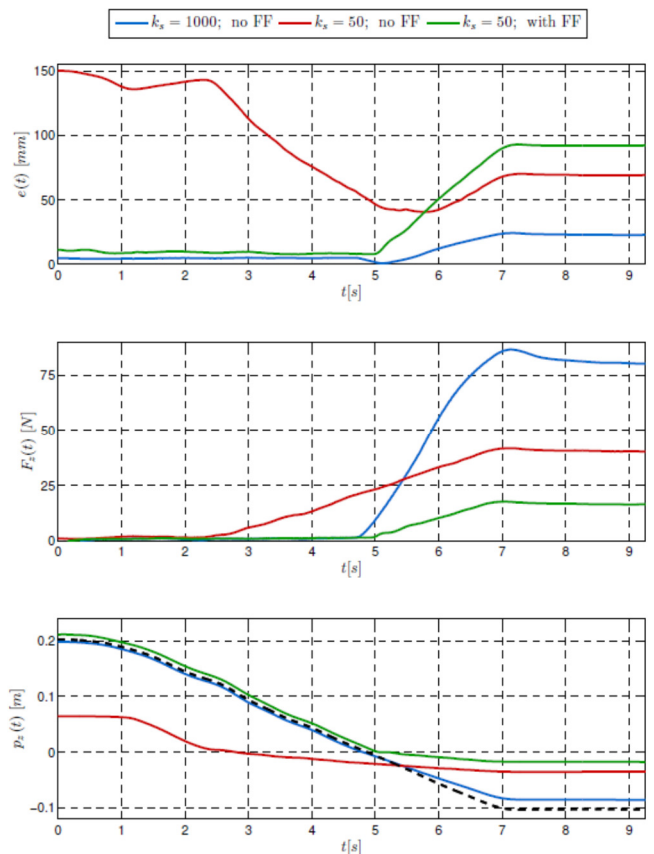 k_s = 1000; no FF k_s = 50; no FF k_s = 50; with FF
150
100
50
0
e(t) [mm]
0 1 2 3 4 5 6 7 8 9
t[s]
75
50
25
0
F_z(t) [N]
0 1 2 3 4 5 6 7 8 9
t[s]
0.2
0.1
0
−0.1
p_z(t) [m]
0 1 2 3 4 5 6 7 8 9
t[s]